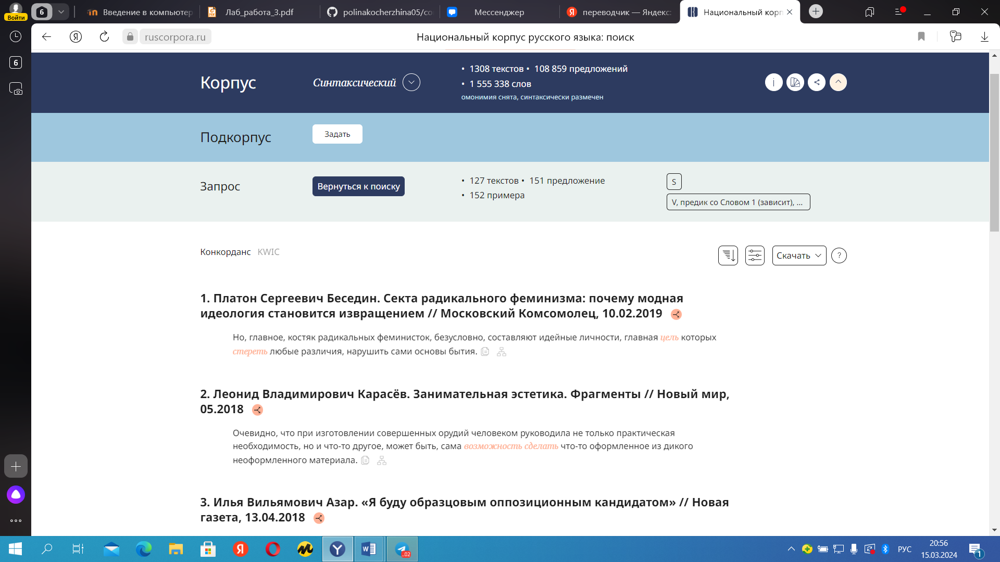 Войти
6
Введение в компьютер
Лаб_работа_3.pdf
polinakocherzhina05/co
Мессенджер
Я переводчик — Яндекс:
Национальный корп
Я
ruscorpora.ru
Национальный корпус русского языка: поиск
6
Корпус
Синтаксический
• 1308 текстов • 108 859 предложений
• 1 555 338 слов
омонимия снята, синтаксически размечен
Подкорпус
Задать
Запрос
Вернуться к поиску
• 127 текстов • 151 предложение
• 152 примера
S
V, предик со Словом 1 (зависит), ...
Конкорданс KWIC
Скачать
?
1. Платон Сергеевич Беседин. Секта радикального феминизма: почему модная
идеология становится извращением // Московский Комсомолец, 10.02.2019
Но, главное, костяк радикальных феминисток, безусловно, составляют идейные личности, главная цель которых
стереть любые различия, нарушить сами основы бытия.
2. Леонид Владимирович Карасёв. Занимательная эстетика. Фрагменты // Новый мир,
05.2018
Очевидно, что при изготовлении совершенных орудий человеком руководила не только практическая
необходимость, но и что-то другое, может быть, сама возможность сделать что-то оформленное из дикого
неоформленного материала.
3. Илья Вильямович Азар. «Я буду образцовым оппозиционным кандидатом» // Новая
газета, 13.04.2018
Я
..02
РУС
20:56
15.03.2024
1